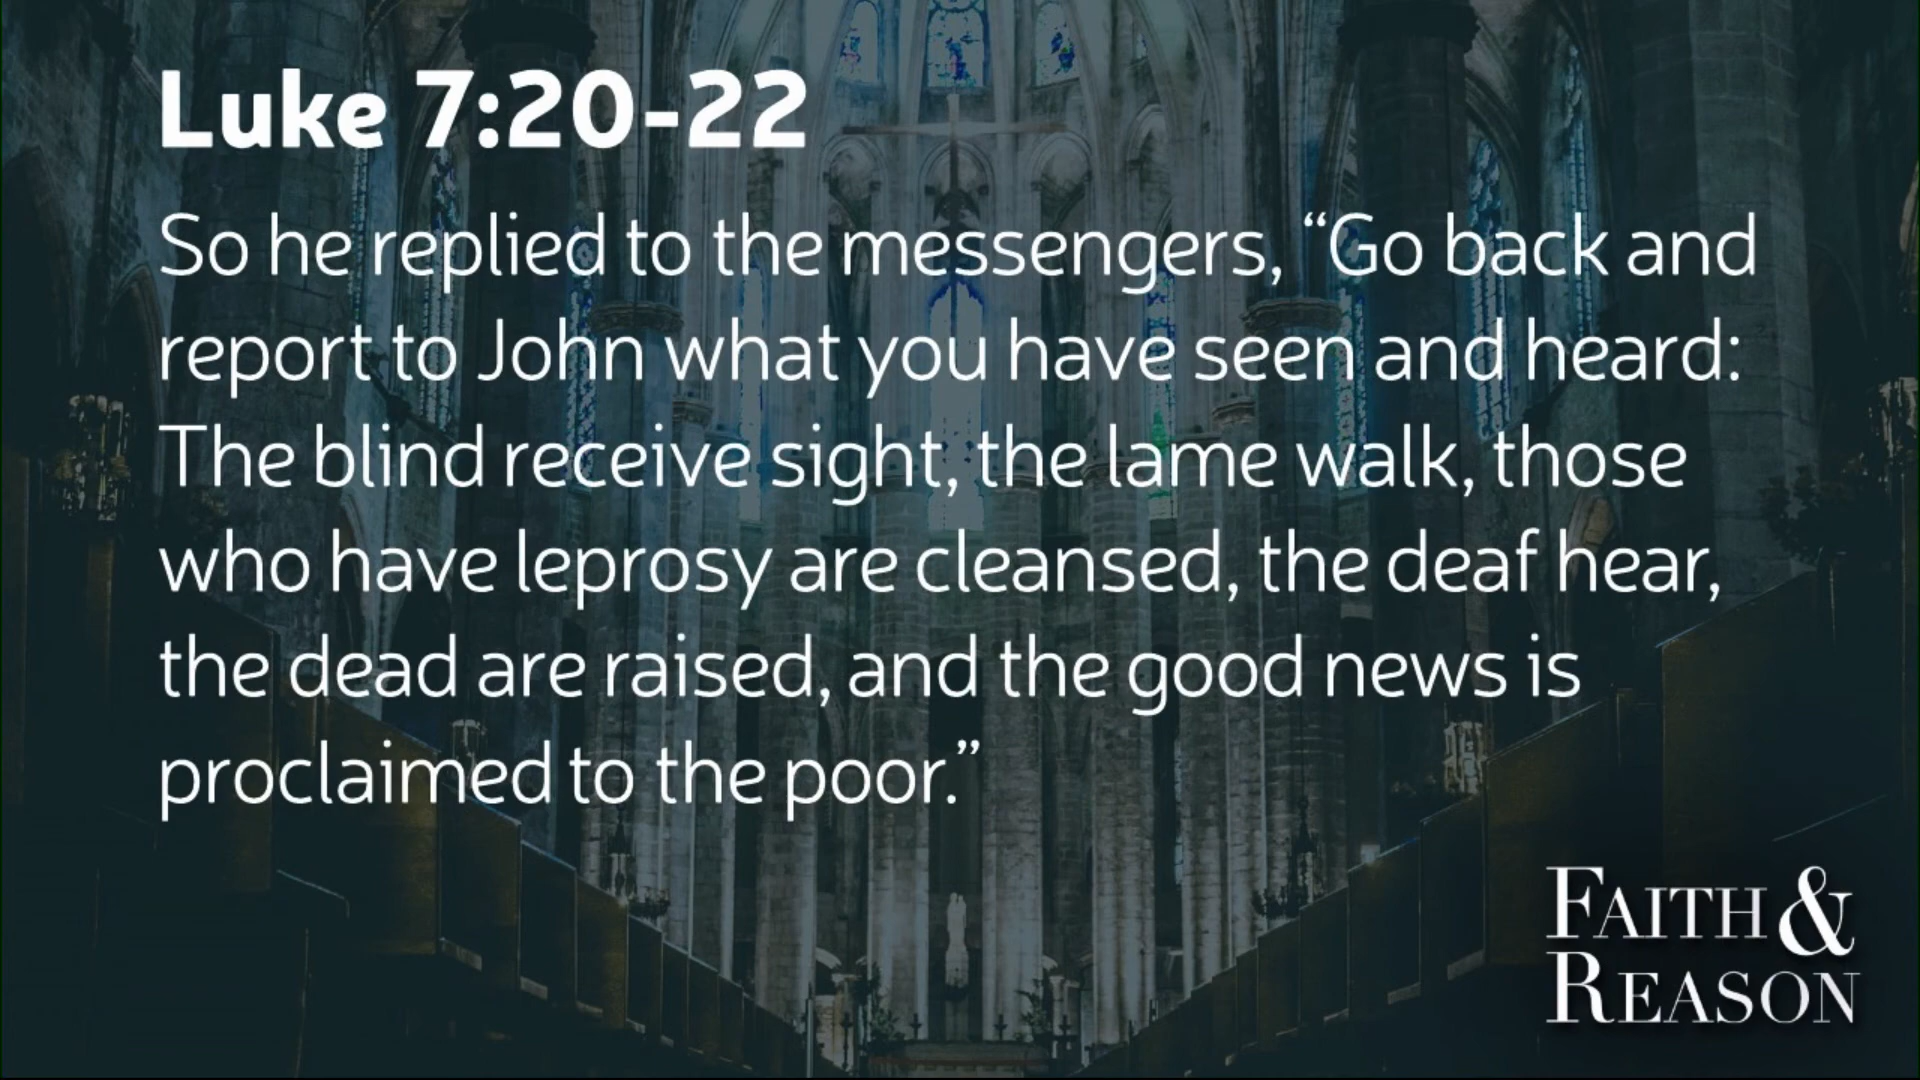 Luke 7:20-22
So he replied to the messengers, “Go back and
report to John what you have seen and heard:
The blind receive sight, the lame walk, those
who have leprosy are cleansed, the deaf hear,
the dead are raised, and the good news is
proclaimed to the poor.”
FAITH &
REASON